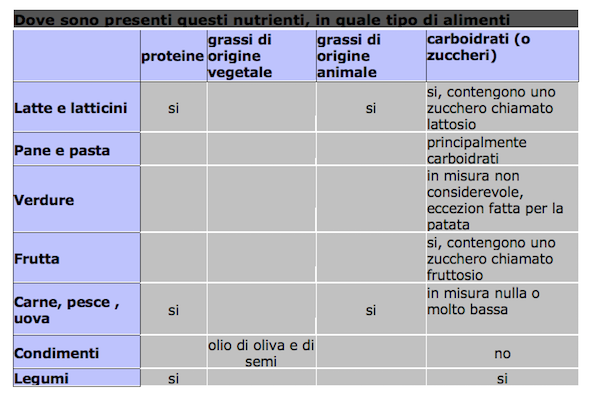 Dove sono presenti questi nutrienti, in quale tipo di alimenti
proteine
grassi di
origine
vegetale
grassi di
origine
animale
carboidrati (o
zuccheri)
Latte e latticini
si
si
si, contengono uno
zucchero chiamato
lattosio
Pane e pasta
principalmente
carboidrati
Verdure
in misura non
considerevole,
eccezion fatta per la
patata
Frutta
si, contengono uno
zucchero chiamato
fruttosio
Carne, pesce ,
uova
si
si
in misura nulla o
molto bassa
Condimenti
olio di oliva e di
semi
no
Legumi
si
si